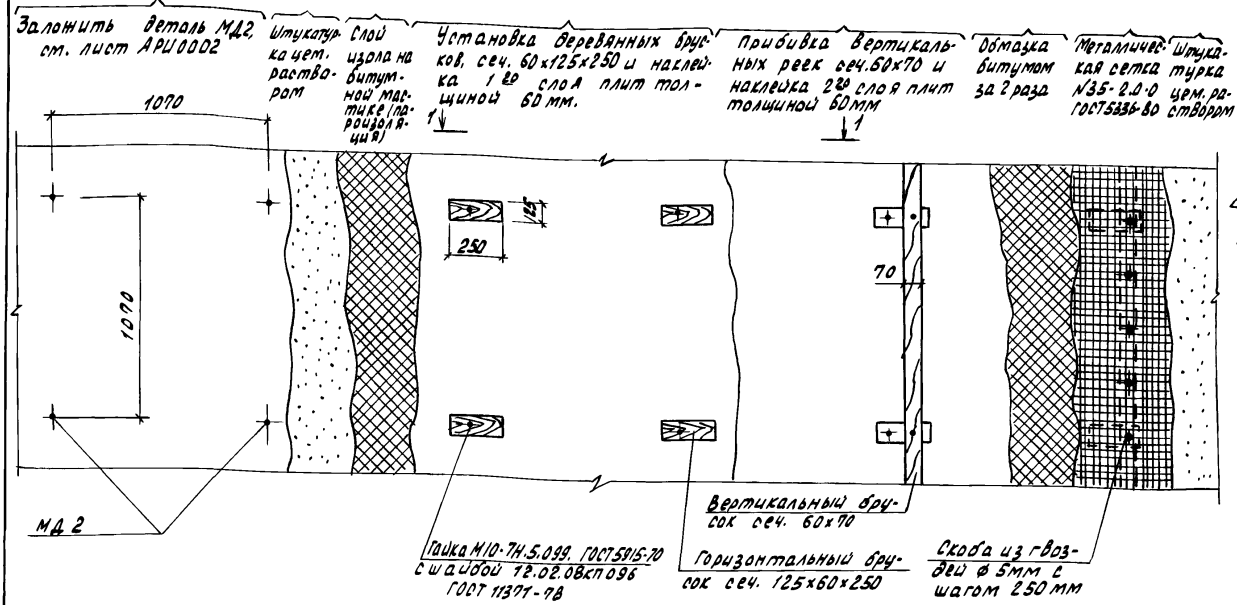 Заложить деталь МД2,
см. лист АРИ0002
Штукатур-
ка цем.
раство-
ром
Слой
изола на
битум-
ной мас-
тике (па-
роизоля-
ция)
Установка деревянных брус-
ков, сеч. 60х125х250 и наклей-
ка 1го слоя плит тол-
щиной 60 мм.
Прибивка вертикаль-
ных реек сеч. 60х70 и
наклейка 2го слоя плит
толщиной 60 мм
Обмазка
битумом
за 2 раза
Металличес-
кая сетка
№35-2.0-0
ГОСТ5336-80
Штука-
турка
цем. ра-
створом
1
1
1070
1070
125
250
70
МД 2
Гайка М10-7Н.5.099. ГОСТ5915-70
с шайбой 12.02.08кп096
ГОСТ 11371-78
Вертикальный бру-
сок сеч. 60х70
Горизонтальный бру-
сок сеч. 125х60х250
Скоба из гвоз-
дей ф 5мм с
шагом 250 мм